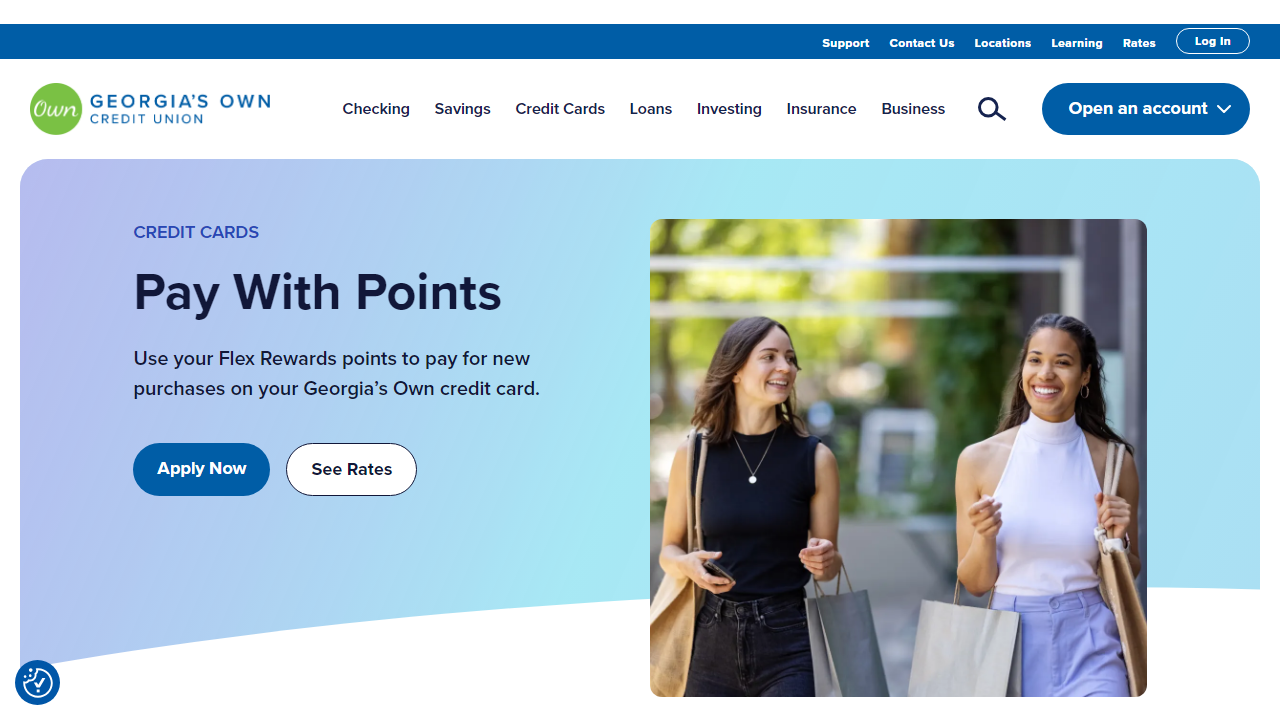 Support Contact Us Locations Learning Rates Log In
Own GEORGIA'S OWN
CREDIT UNION
Checking Savings Credit Cards Loans Investing Insurance Business Open an account
CREDIT CARDS
Pay With Points
Use your Flex Rewards points to pay for new
purchases on your Georgia’s Own credit card.
Apply Now See Rates